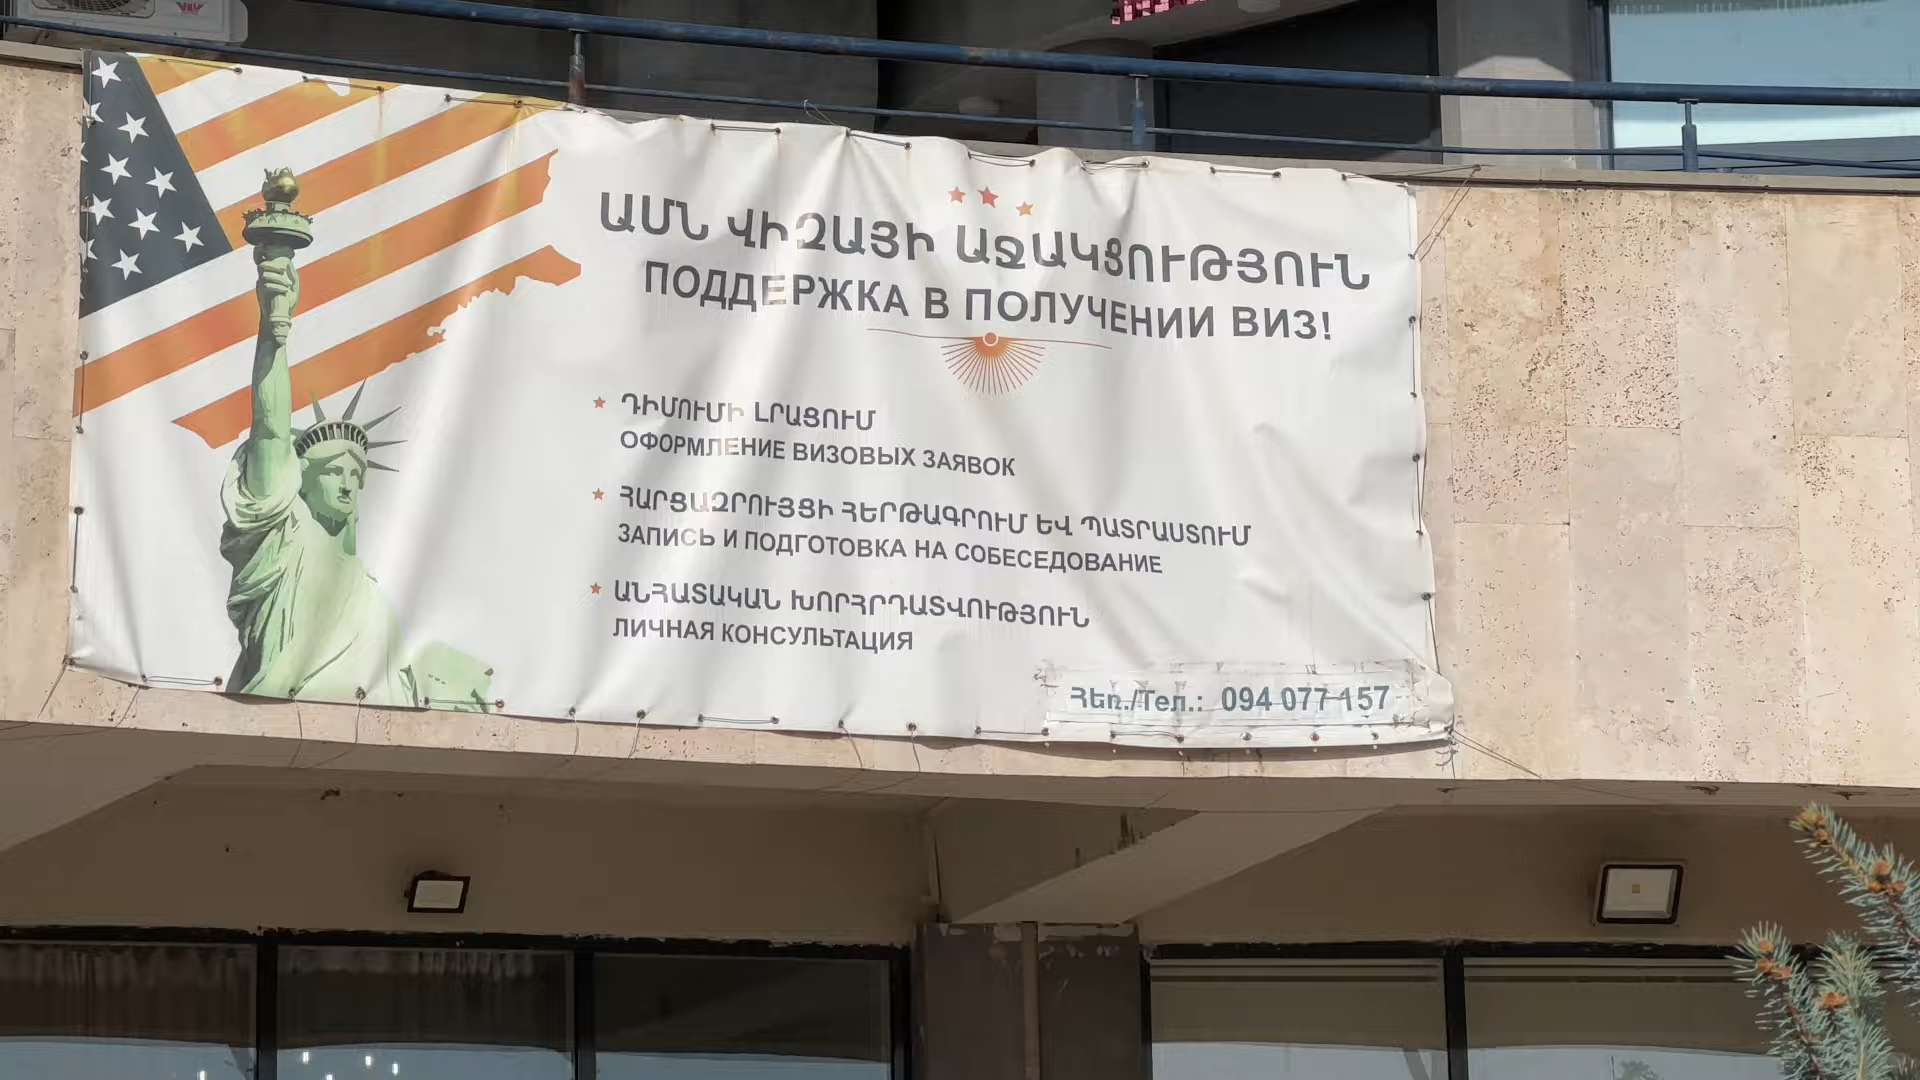 ԱՄՆ ՎԻԶԱՅԻ ԱՋԱԿՑՈՒԹՅՈՒՆ
ПОДДЕРЖКА В ПОЛУЧЕНИИ ВИЗ!
ԴԻՄՈՒՄԻ ԼՐԱՑՈՒՄ
ОФОРМЛЕНИЕ ВИЗОВЫХ ЗАЯВОК
ՀԱՐՑԱԶՐՈՒՅՑԻ ՀԵՐԹԱԳՐՈՒՄ ԵՎ ՊԱՏՐԱՍՏՈՒՄ
ЗАПИСЬ И ПОДГОТОВКА НА СОБЕСЕДОВАНИЕ
ԱՆՀԱՏԱԿԱՆ ԽՈՐՀՐԴԱՏՎՈՒԹՅՈՒՆ
ЛИЧНАЯ КОНСУЛЬТАЦИЯ
Հեռ./Тел.: 094 077 157